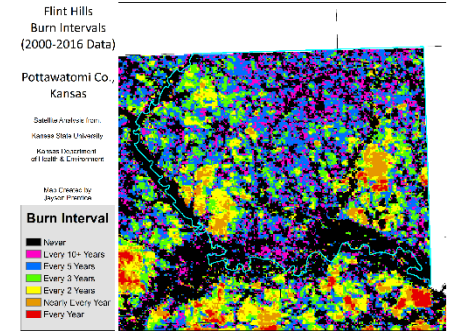 Flint Hills
Burn Intervals
(2000-2016 Data)
Pottawatomi Co.,
Kansas
Satellite Analysis from:
Kansas State University
Kansas Department
of Health & Environment
Map Created by
Jayson Prentice
Burn Interval
Never
Every 10+ Years
Every 5 Years
Every 3 Years
Every 2 Years
Nearly Every Year
Every Year